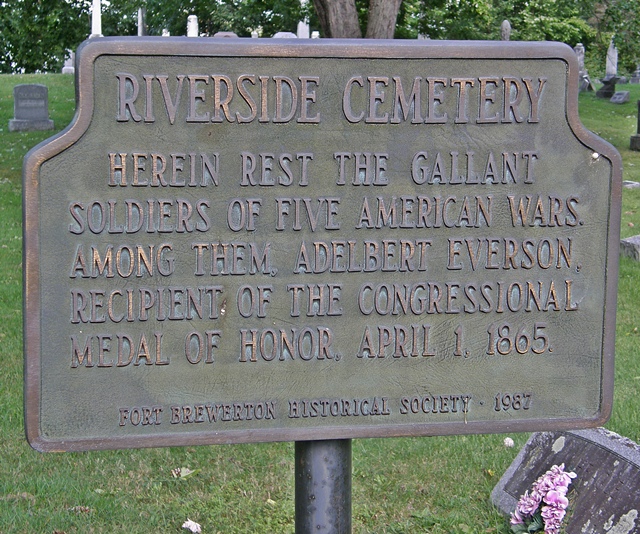 RIVERSIDE CEMETERY
HEREIN REST THE GALLANT
SOLDIERS OF FIVE AMERICAN WARS.
AMONG THEM, ADELBERT EVERSON,
RECIPIENT OF THE CONGRESSIONAL
MEDAL OF HONOR, APRIL 1, 1865.
FORT BREWERTON HISTORICAL SOCIETY · 1987